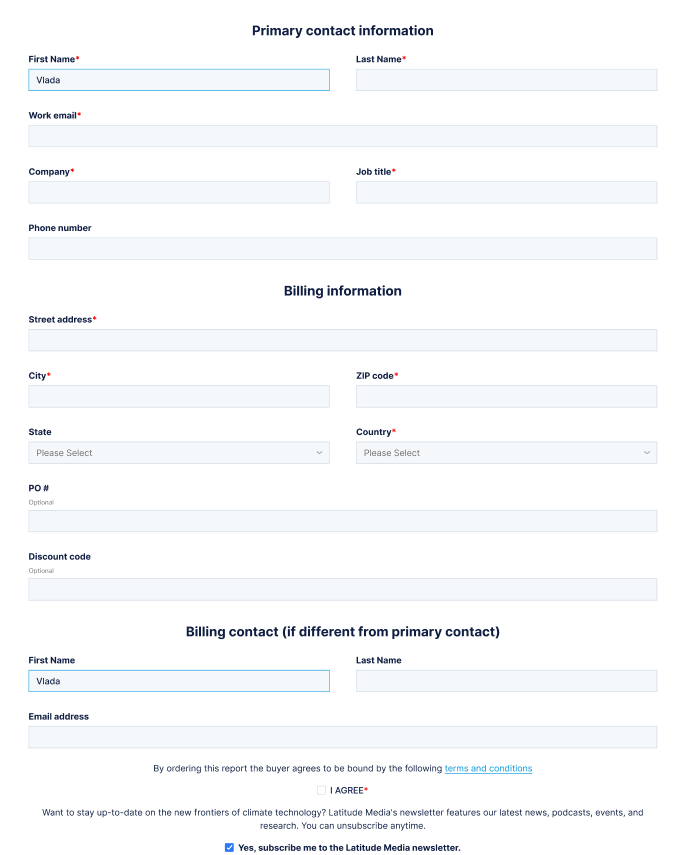 Primary contact information
First Name*
Last Name*
Vlada
Work email*
Company*
Job title*
Phone number
Billing information
Street address*
City*
ZIP code*
State
Country*
Please Select
Please Select
PO #
Optional
Discount code
Optional
Billing contact (if different from primary contact)
First Name
Last Name
Vlada
Email address
By ordering this report the buyer agrees to be bound by the following terms and conditions
I AGREE*
Want to stay up-to-date on the new frontiers of climate technology? Latitude Media's newsletter features our latest news, podcasts, events, and
research. You can unsubscribe anytime.
Yes, subscribe me to the Latitude Media newsletter.